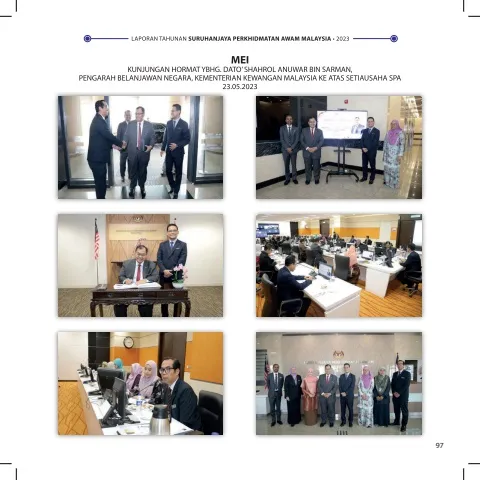 LAPORAN TAHUNAN SURUHANJAYA PERKHIDMATAN AWAM MALAYSIA • 2023
MEI
KUNJUNGAN HORMAT YBHG. DATO' SHAHROL ANUWAR BIN SARMAN,
PENGARAH BELANJAWAN NEGARA, KEMENTERIAN KEWANGAN MALAYSIA KE ATAS SETIAUSAHA SPA
23.05.2023
97